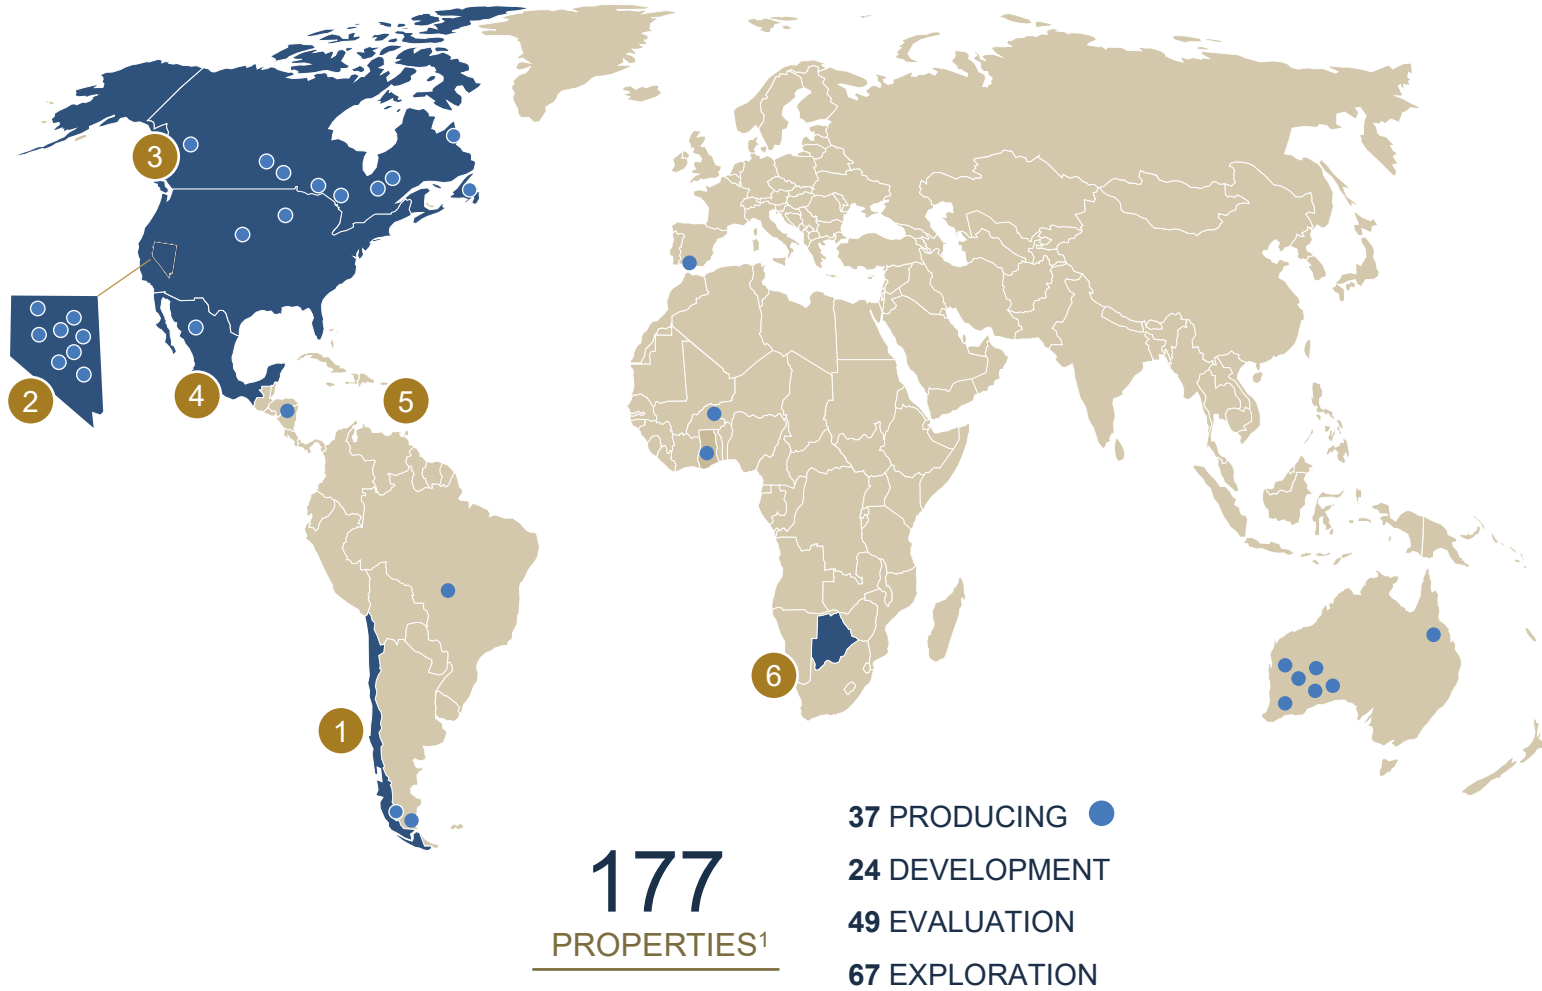 3
2
4
5
6
1
177
PROPERTIES¹
37 PRODUCING
24 DEVELOPMENT
49 EVALUATION
67 EXPLORATION